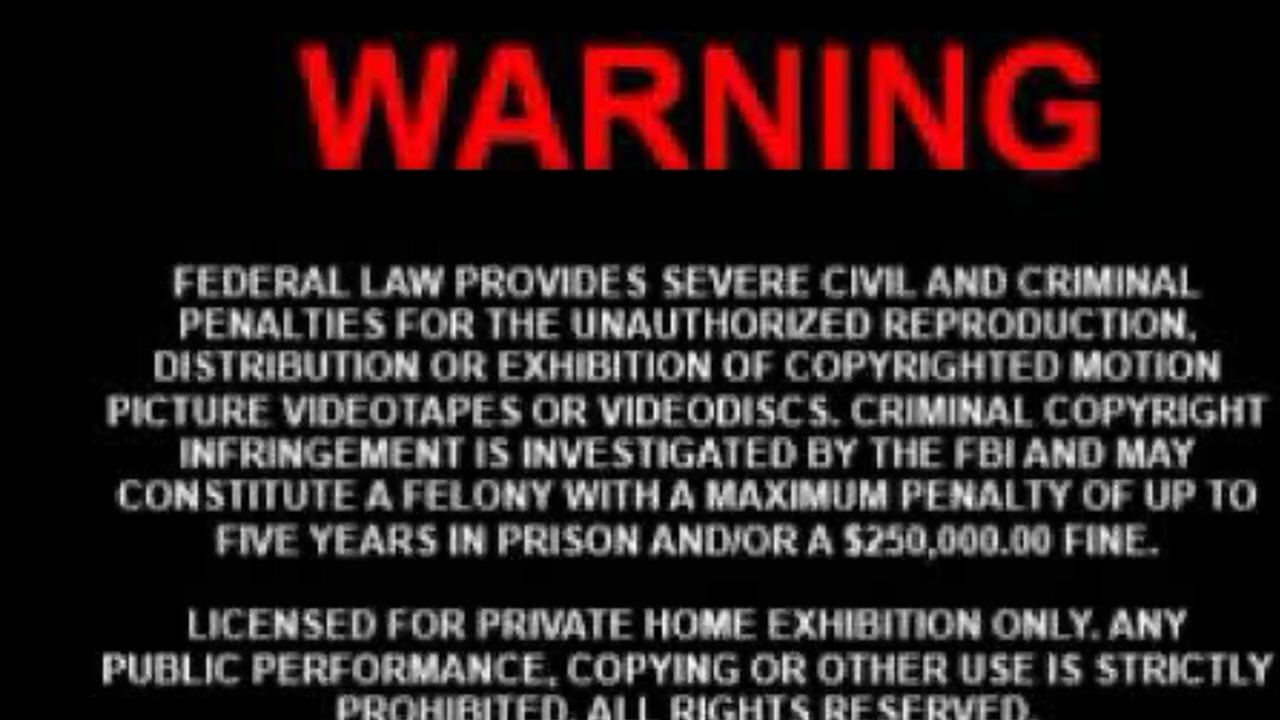 WARNING
FEDERAL LAW PROVIDES SEVERE CIVIL AND CRIMINAL
PENALTIES FOR THE UNAUTHORIZED REPRODUCTION,
DISTRIBUTION OR EXHIBITION OF COPYRIGHTED MOTION
PICTURE VIDEOTAPES OR VIDEODISCS. CRIMINAL COPYRIGHT
INFRINGEMENT IS INVESTIGATED BY THE FBI AND MAY
CONSTITUTE A FELONY WITH A MAXIMUM PENALTY OF UP TO
FIVE YEARS IN PRISON AND/OR A $250,000.00 FINE.
LICENSED FOR PRIVATE HOME EXHIBITION ONLY. ANY
PUBLIC PERFORMANCE, COPYING OR OTHER USE IS STRICTLY
PROHIBITED. ALL RIGHTS RESERVED.